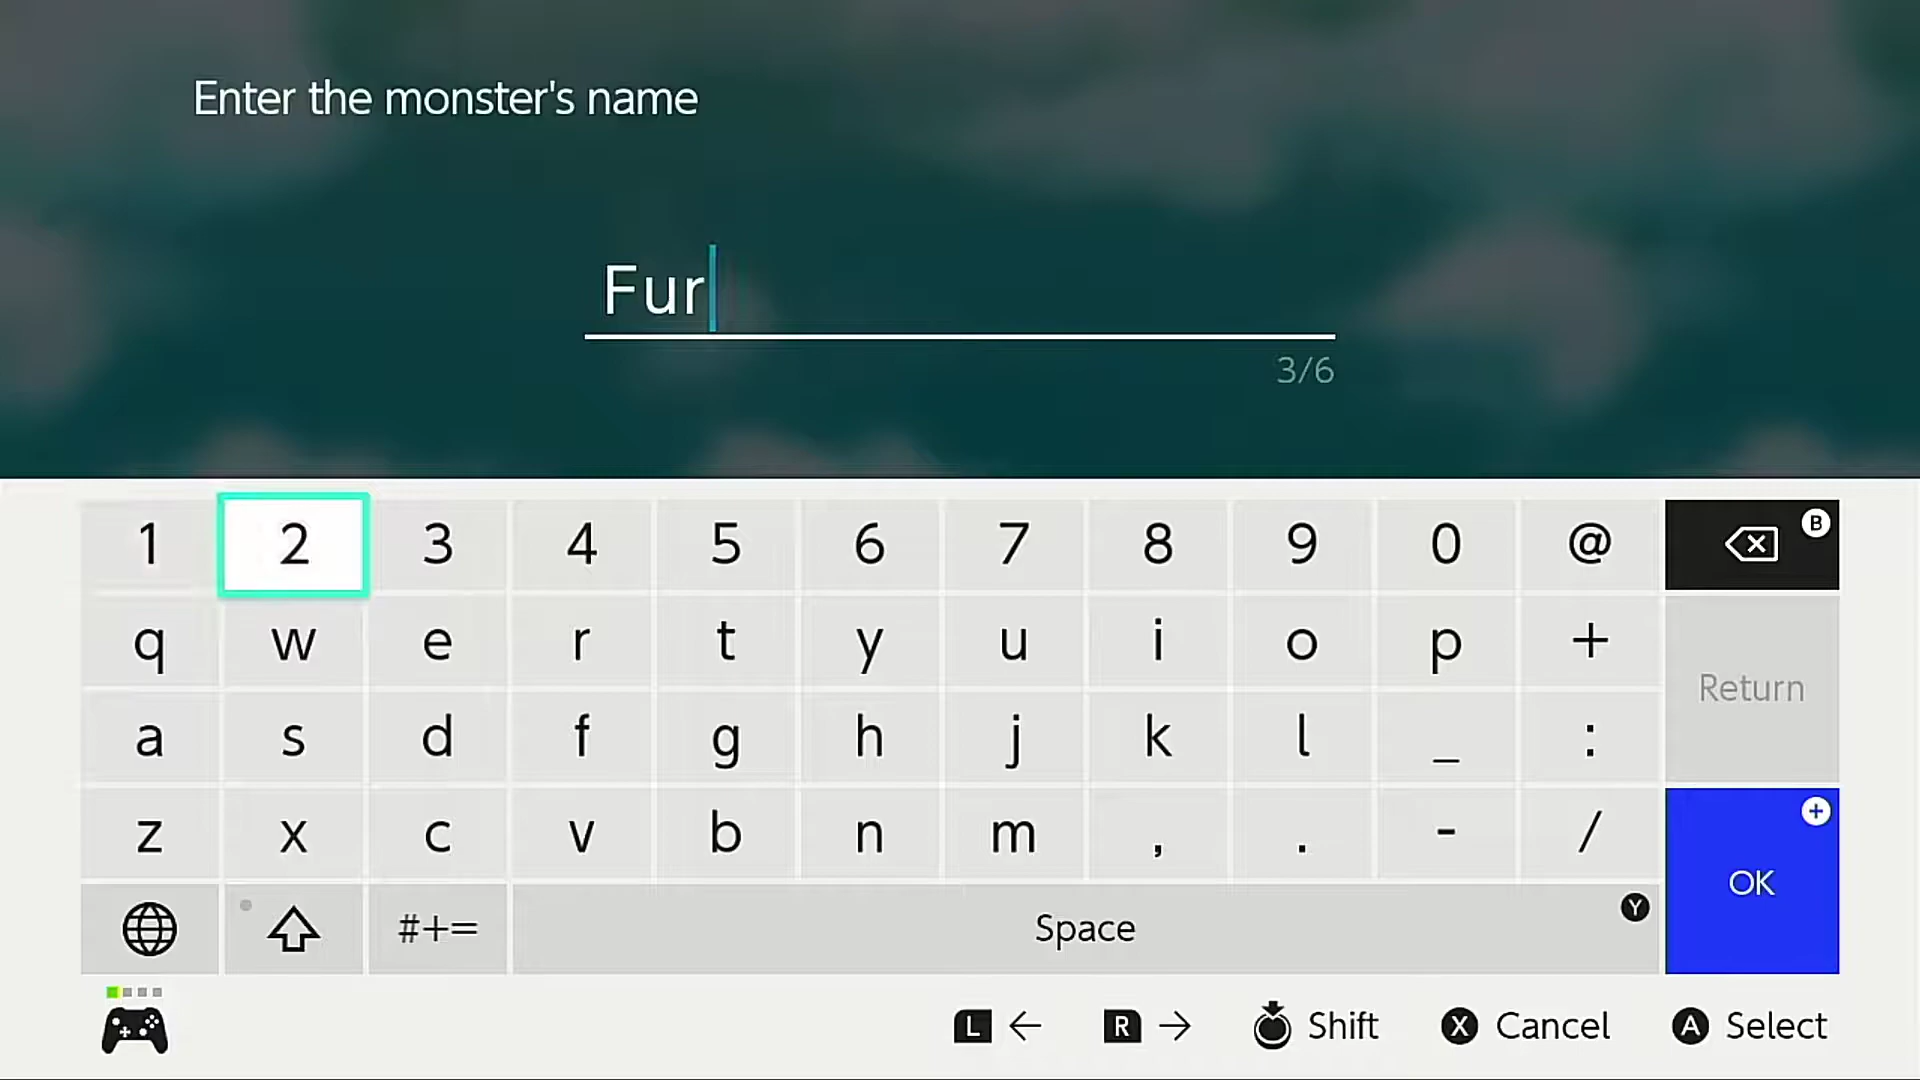 Enter the monster's name
Fur
3/6
1 2 3 4 5 6 7 8 9 0 @ B
q w e r t y u i o p + Return
a s d f g h j k l _ :
z x c v b n m , . - / + OK
#+= Space Y
L ← R → Shift X Cancel A Select